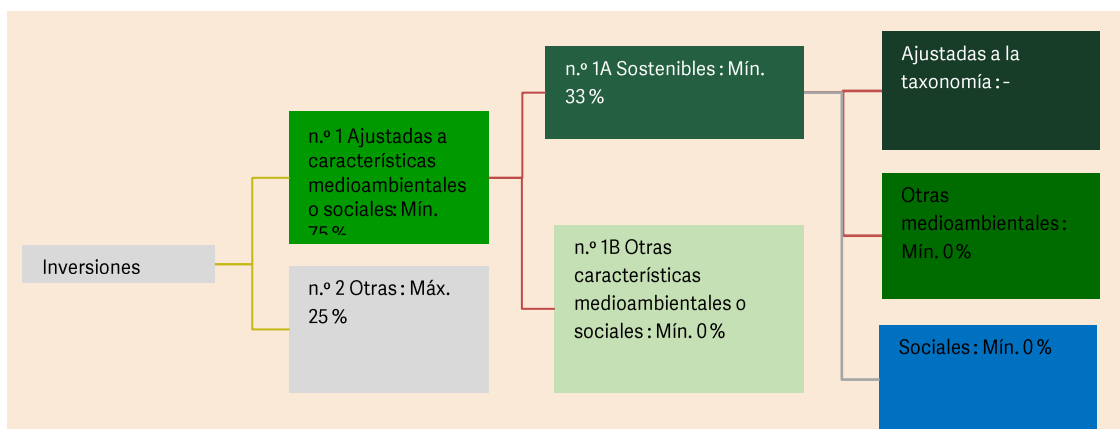 Inversiones
n.º 1 Ajustadas a
características
medioambientales
o sociales: Mín.
75 %
n.º 2 Otras : Máx.
25 %
n.º 1A Sostenibles : Mín.
33 %
n.º 1B Otras
características
medioambientales o
sociales : Mín. 0 %
Ajustadas a la
taxonomía : -
Otras
medioambientales :
Mín. 0 %
Sociales : Mín. 0 %